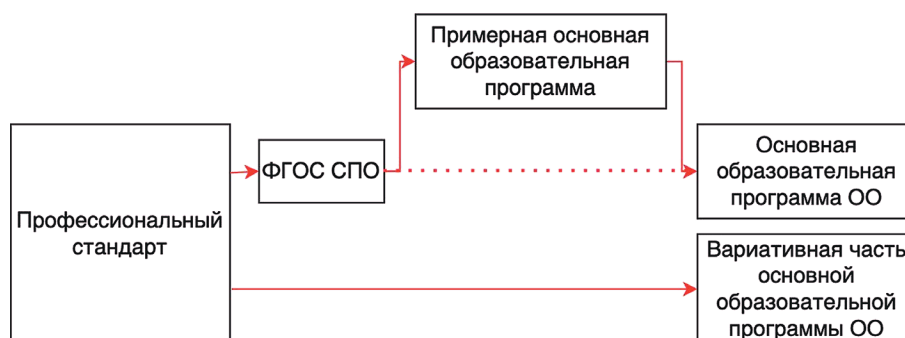 Примерная основная
образовательная
программа
Профессиональный
стандарт
ФГОС СПО
Основная
образовательная
программа ОО
Вариативная часть
основной
образовательной
программы ОО